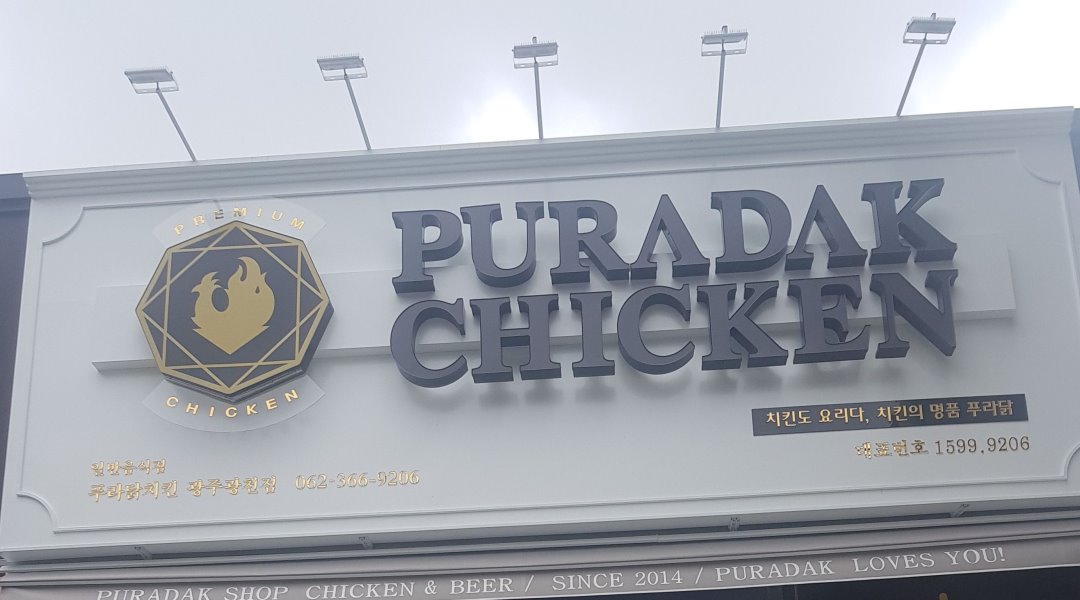 PREMIUM
CHICKEN
PURADAK
CHICKEN
치킨도 요리다, 치킨의 명품 푸라닭
대표번호 1599.9206
일반음식점
푸라닭치킨 광주광천점 062-366-9206
PURADAK SHOP CHICKEN & BEER / SINCE 2014 / PURADAK LOVES YOU!